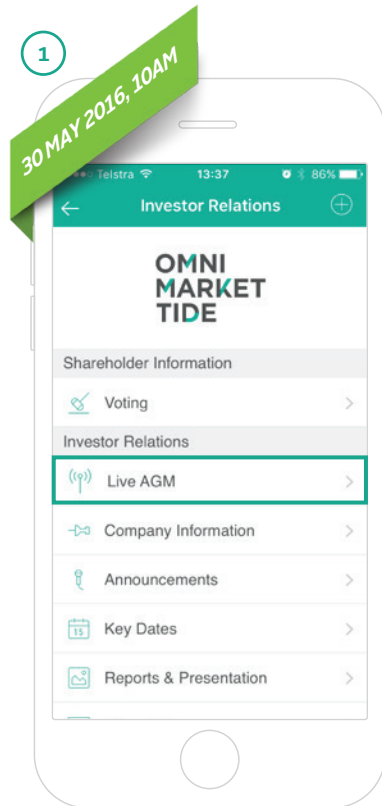 1
30 MAY 2016, 10AM
Telstra 13:37 86%
Investor Relations
OMNI
MARKET
TIDE
Shareholder Information
Voting
Investor Relations
Live AGM
Company Information
Announcements
15 Key Dates
Reports & Presentation